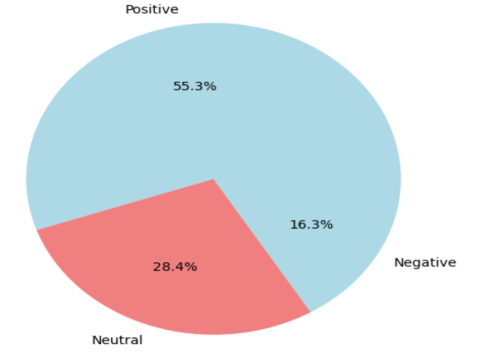 Positive
55.3%
16.3%
Negative
28.4%
Neutral